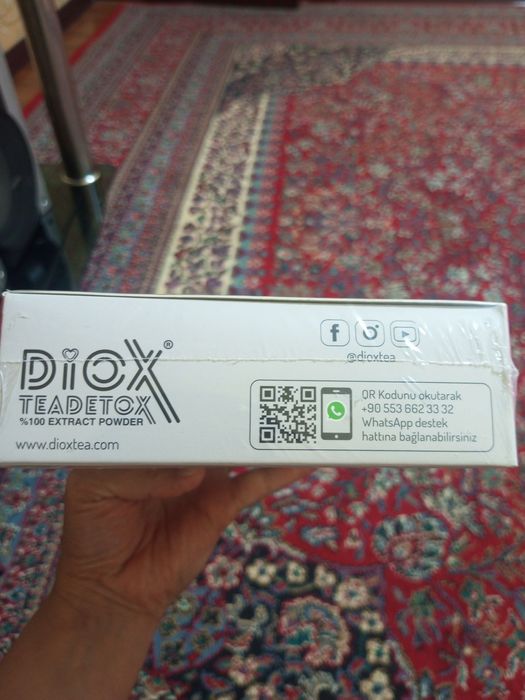 DiOX®
TEADETOX
%100 EXTRACT POWDER
www.dioxtea.com
@dioxtea
QR Kodunu okutarak
+90 553 662 33 32
WhatsApp destek
hattına bağlanabilirsiniz